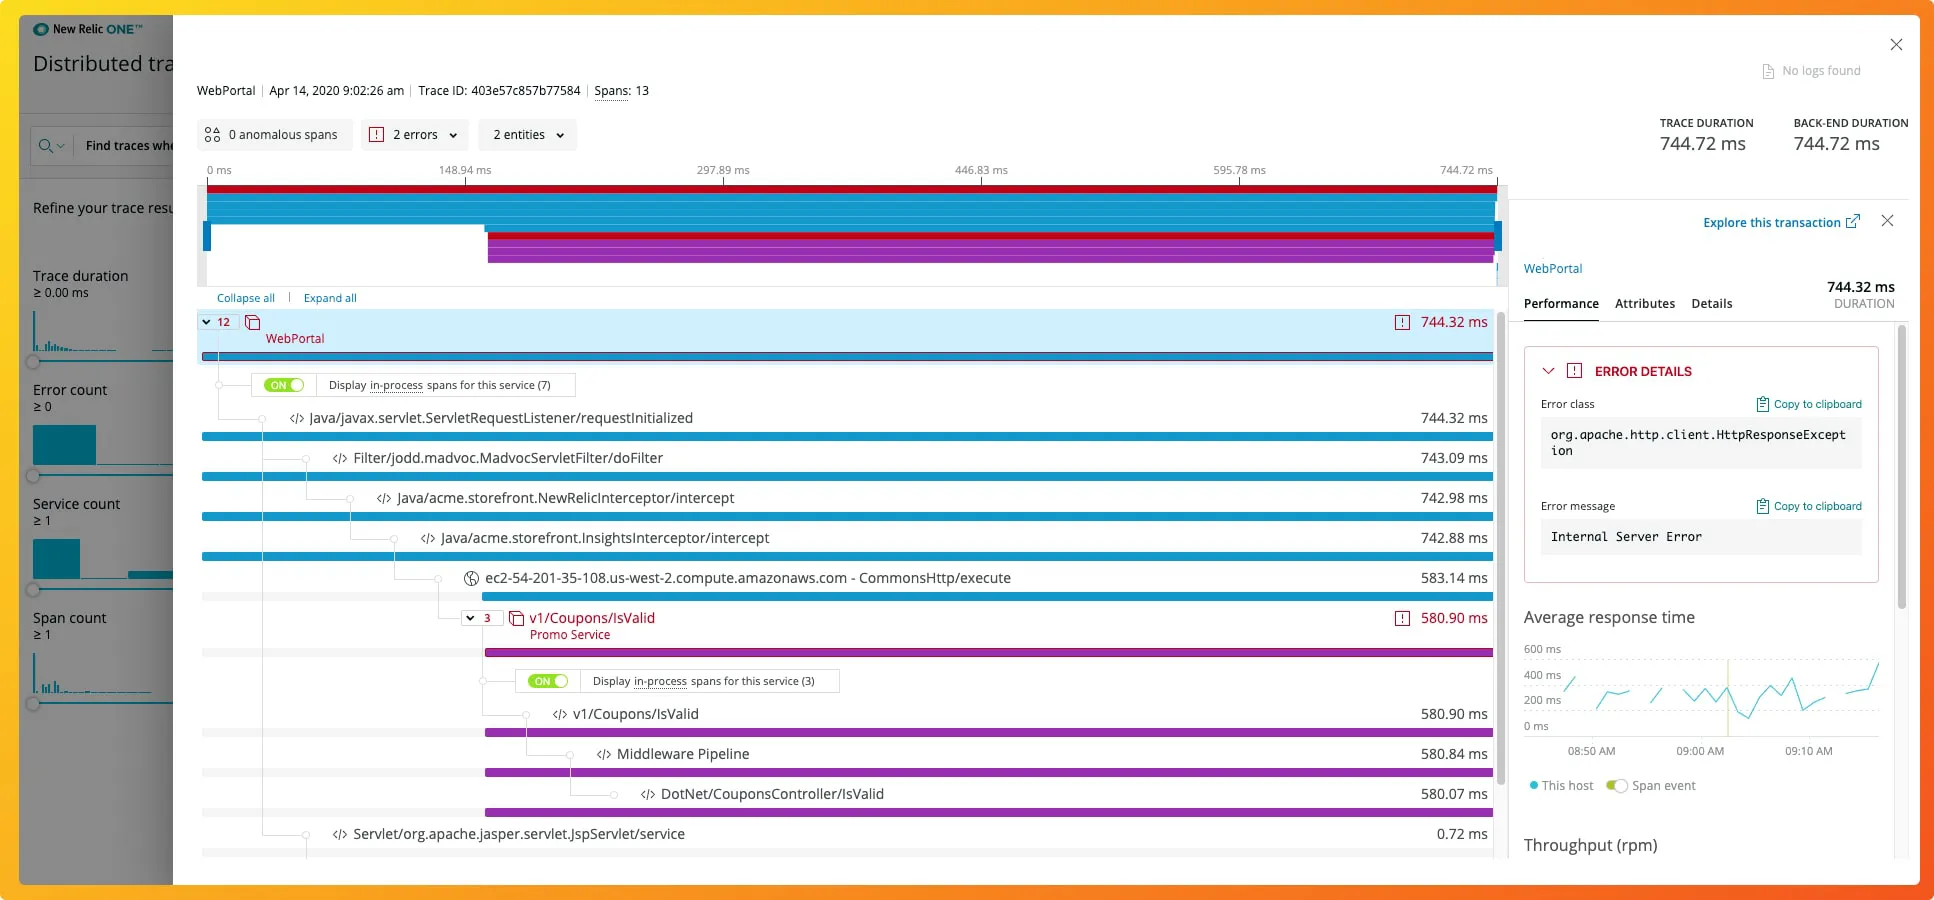 New Relic ONE™
Distributed tra
Find traces whe
Refine your trace resu
Trace duration
≥ 0.00 ms
Error count
≥ 0
Service count
≥ 1
Span count
≥ 1
No logs found
WebPortal | Apr 14, 2020 9:02:26 am | Trace ID: 403e57c857b77584 | Spans: 13
0 anomalous spans
2 errors
2 entities
TRACE DURATION
744.72 ms
BACK-END DURATION
744.72 ms
0 ms 148.94 ms 297.89 ms 446.83 ms 595.78 ms 744.72 ms
Collapse all | Expand all
12 744.32 ms
WebPortal
ON Display in-process spans for this service (7)
</> Java/javax.servlet.ServletRequestListener/requestInitialized 744.32 ms
</> Filter/jodd.madvoc.MadvocServletFilter/doFilter 743.09 ms
</> Java/acme.storefront.NewRelicInterceptor/intercept 742.98 ms
</> Java/acme.storefront.InsightsInterceptor/intercept 742.88 ms
ec2-54-201-35-108.us-west-2.compute.amazonaws.com - CommonsHttp/execute 583.14 ms
3 v1/Coupons/IsValid 580.90 ms
Promo Service
ON Display in-process spans for this service (3)
</> v1/Coupons/IsValid 580.90 ms
</> Middleware Pipeline 580.84 ms
</> DotNet/CouponsController/IsValid 580.07 ms
</> Servlet/org.apache.jasper.servlet.JspServlet/service 0.72 ms
Explore this transaction
WebPortal
744.32 ms
DURATION
Performance Attributes Details
ERROR DETAILS
Error class Copy to clipboard
org.apache.http.client.HttpResponseExcept
ion
Error message Copy to clipboard
Internal Server Error
Average response time
600 ms
400 ms
200 ms
0 ms
08:50 AM 09:00 AM 09:10 AM
This host Span event
Throughput (rpm)